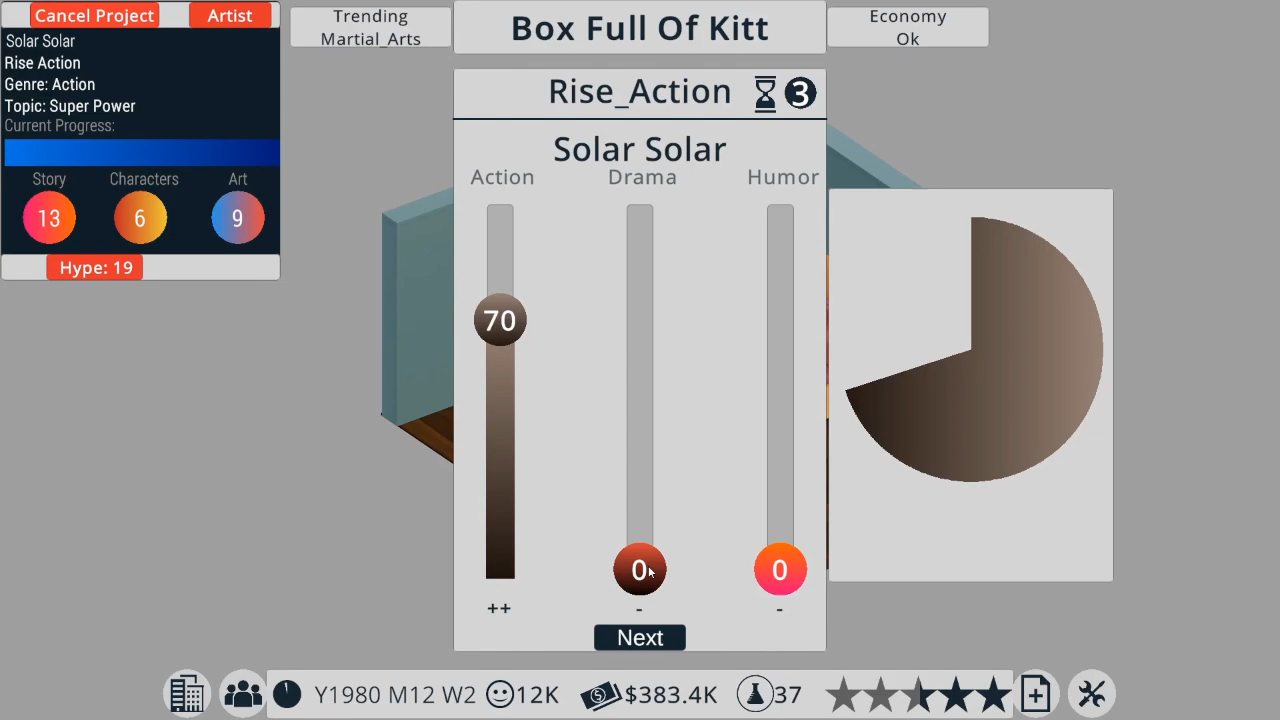 Cancel Project
Artist
Solar Solar
Rise Action
Genre: Action
Topic: Super Power
Current Progress:
Story
Characters
Art
13
6
9
Hype: 19
Trending
Martial_Arts
Box Full Of Kitt
Economy
Ok
Rise_Action
3
Solar Solar
Action
Drama
Humor
70
0
0
++
-
-
Next
Y1980 M12 W2
12K
$383.4K
37